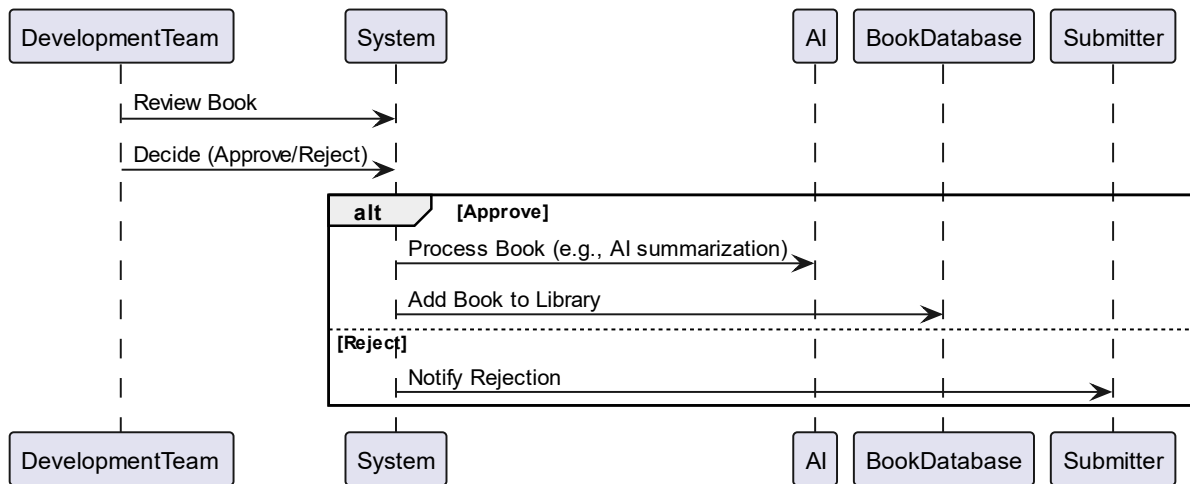 DevelopmentTeam System AI BookDatabase Submitter
Review Book
Decide (Approve/Reject)
alt [Approve]
Process Book (e.g., AI summarization)
Add Book to Library
[Reject]
Notify Rejection
DevelopmentTeam System AI BookDatabase Submitter